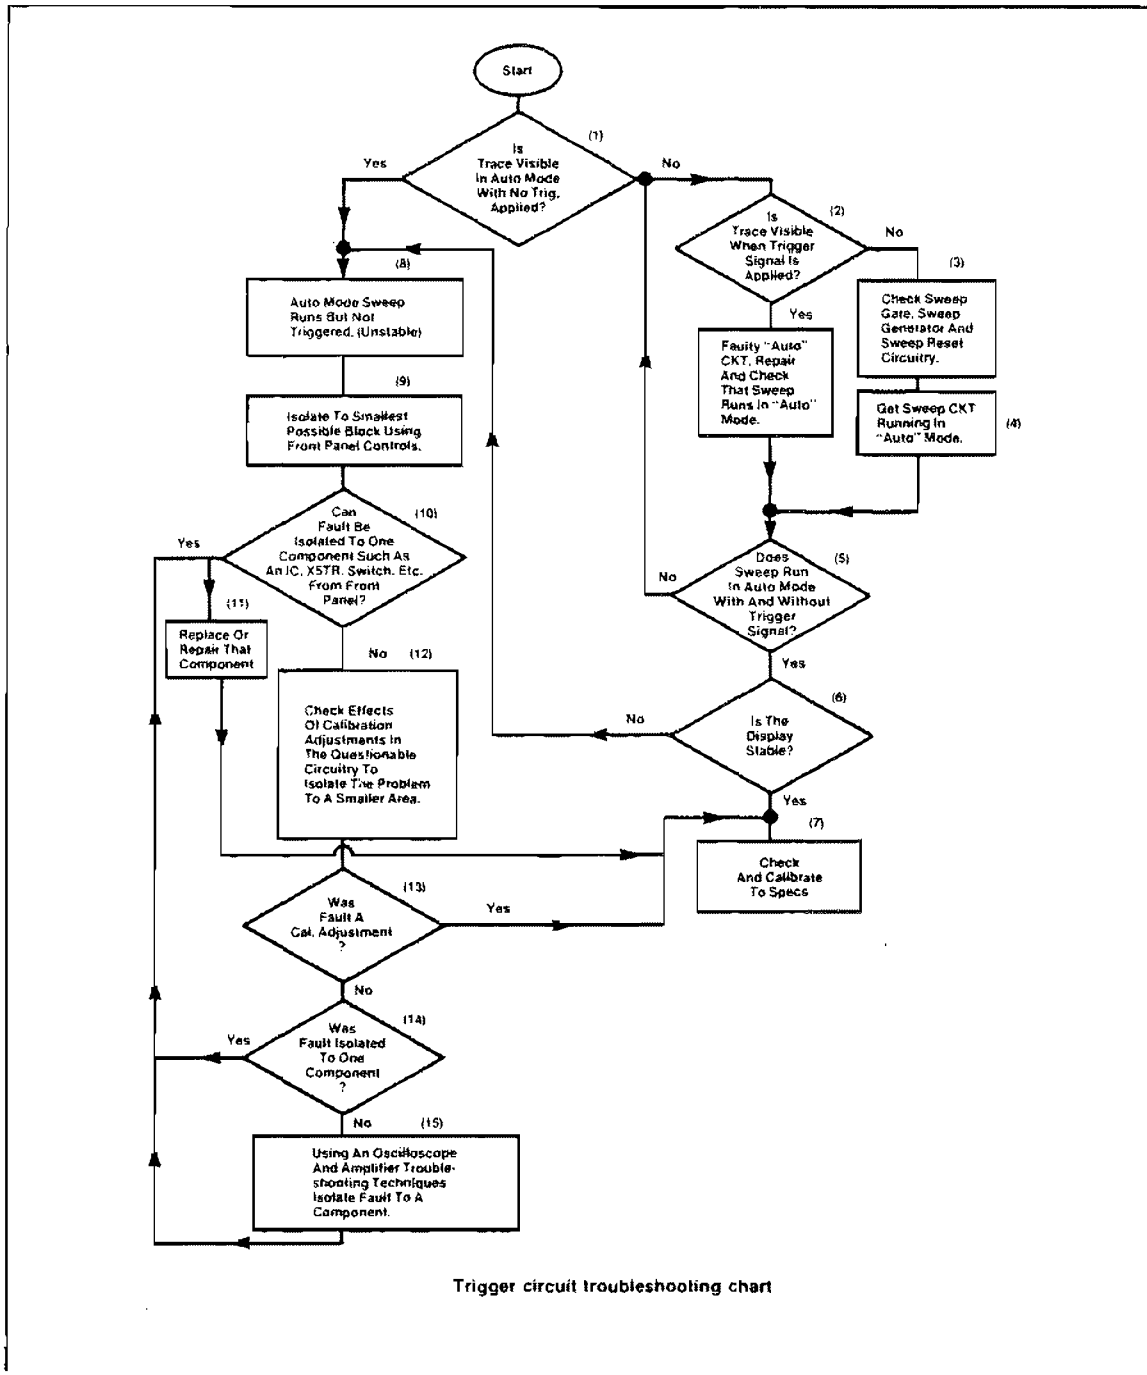 Start
(1)
Is
Trace Visible
In Auto Mode
With No Trig.
Applied?
Yes
No
(2)
Is
Trace Visible
When Trigger
Signal Is
Applied?
No
Yes
(3)
Check Sweep
Gate, Sweep
Generator And
Sweep Reset
Circuitry.
Faulty "Auto"
CKT, Repair
And Check
That Sweep
Runs In "Auto"
Mode.
Get Sweep CKT
Running In
"Auto" Mode.
(4)
(8)
Auto Mode Sweep
Runs But Not
Triggered. (Unstable)
(9)
Isolate To Smallest
Possible Block Using
Front Panel Controls.
(10)
Can
Fault Be
Isolated To One
Component Such As
An IC, XSTR, Switch, Etc.
From Front
Panel?
Yes
(11)
Replace Or
Repair That
Component
No
(12)
Check Effects
Of Calibration
Adjustments In
The Questionable
Circuitry To
Isolate The Problem
To A Smaller Area.
(5)
Does
Sweep Run
In Auto Mode
With And Without
Trigger
Signal?
No
Yes
(6)
Is The
Display
Stable?
No
Yes
(7)
Check
And Calibrate
To Specs
(13)
Was
Fault A
Cal. Adjustment
?
Yes
No
(14)
Was
Fault Isolated
To One
Component
?
Yes
No
(15)
Using An Oscilloscope
And Amplifier Trouble-
shooting Techniques
Isolate Fault To A
Component.
Trigger circuit troubleshooting chart